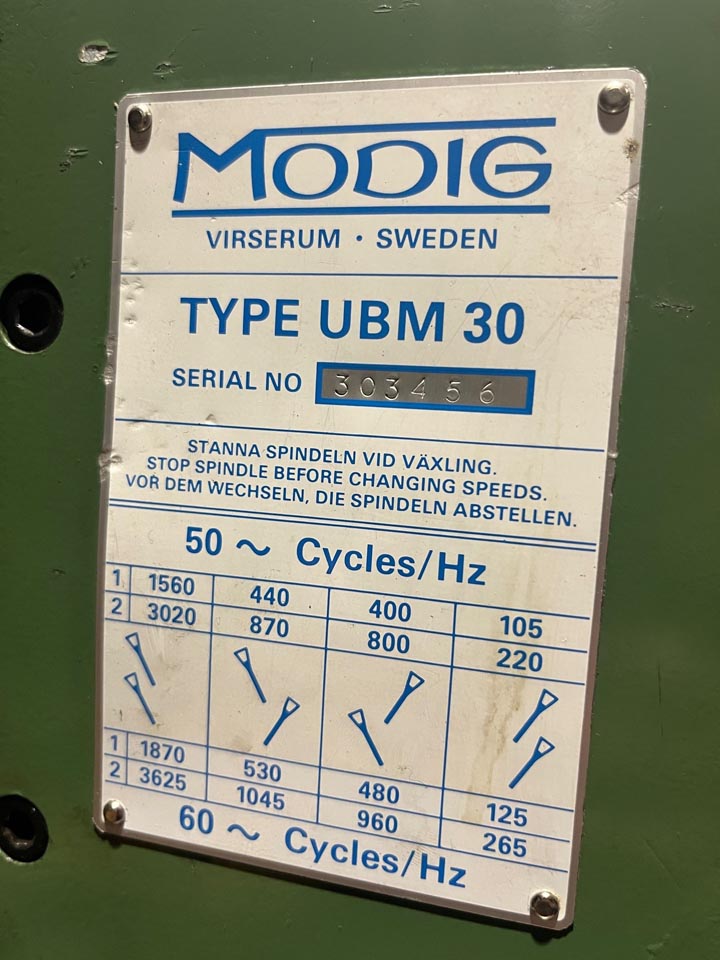 MODIG
VIRSERUM · SWEDEN
TYPE UBM 30
SERIAL NO 303456
STANNA SPINDELN VID VÄXLING.
STOP SPINDLE BEFORE CHANGING SPEEDS.
VOR DEM WECHSELN, DIE SPINDELN ABSTELLEN.
50 ~ Cycles/Hz
1 1560 440 400 105
2 3020 870 800 220
1 1870 530 480 125
2 3625 1045 960 265
60 ~ Cycles/Hz